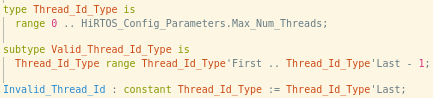 type Thread_Id_Type is
range 0 .. HiRTOS_Config_Parameters.Max_Num_Threads;
subtype Valid_Thread_Id_Type is
Thread_Id_Type range Thread_Id_Type'First .. Thread_Id_Type'Last - 1;
Invalid_Thread_Id : constant Thread_Id_Type := Thread_Id_Type'Last;